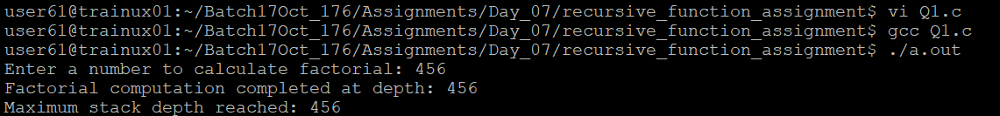 user61@trainux01:~/Batch17Oct_176/Assignments/Day_07/recursive_function_assignment$ vi Q1.c
user61@trainux01:~/Batch17Oct_176/Assignments/Day_07/recursive_function_assignment$ gcc Q1.c
user61@trainux01:~/Batch17Oct_176/Assignments/Day_07/recursive_function_assignment$ ./a.out
Enter a number to calculate factorial: 456
Factorial computation completed at depth: 456
Maximum stack depth reached: 456